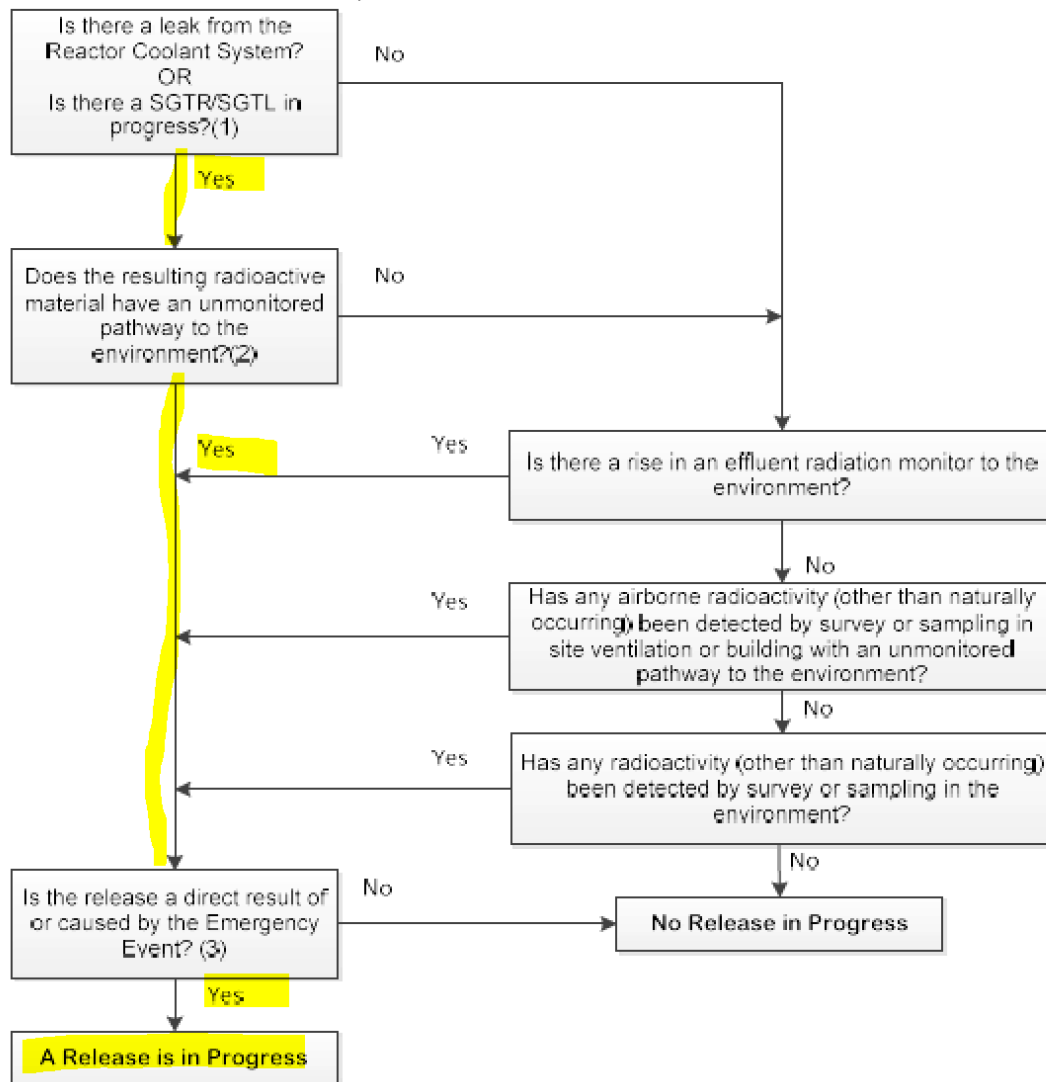 Is there a leak from the
Reactor Coolant System?
OR
Is there a SGTR/SGTL in
progress?(1)
No
Yes
Does the resulting radioactive
material have an unmonitored
pathway to the
environment?(2)
No
Yes
Yes
Is there a rise in an effluent radiation monitor to the
environment?
No
Yes
Has any airborne radioactivity (other than naturally
occurring) been detected by survey or sampling in
site ventilation or building with an unmonitored
pathway to the environment?
No
Yes
Has any radioactivity (other than naturally occurring)
been detected by survey or sampling in the
environment?
No
Is the release a direct result of
or caused by the Emergency
Event? (3)
No
No Release in Progress
Yes
A Release is in Progress